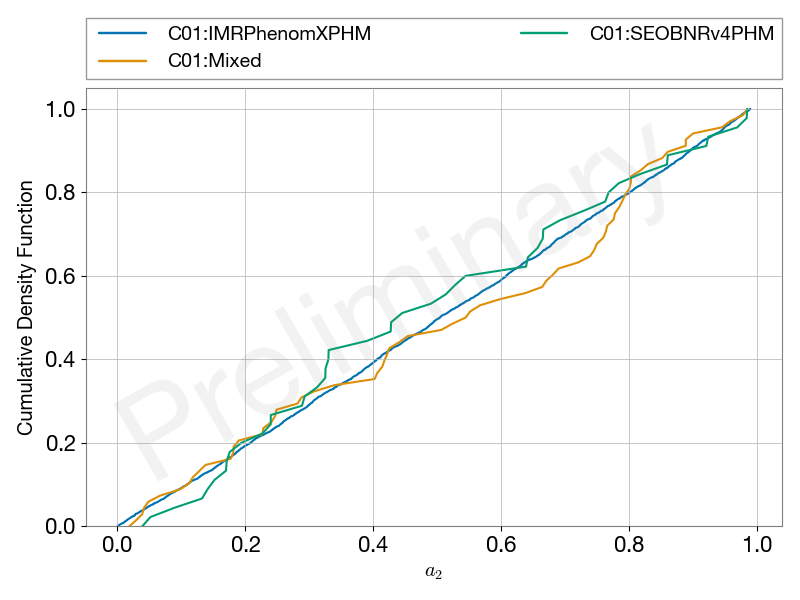 C01:IMRPhenomXPHM
C01:Mixed
C01:SEOBNRv4PHM
Preliminary
Cumulative Density Function
1.0
0.8
0.6
0.4
0.2
0.0
0.0 0.2 0.4 0.6 0.8 1.0
a₂